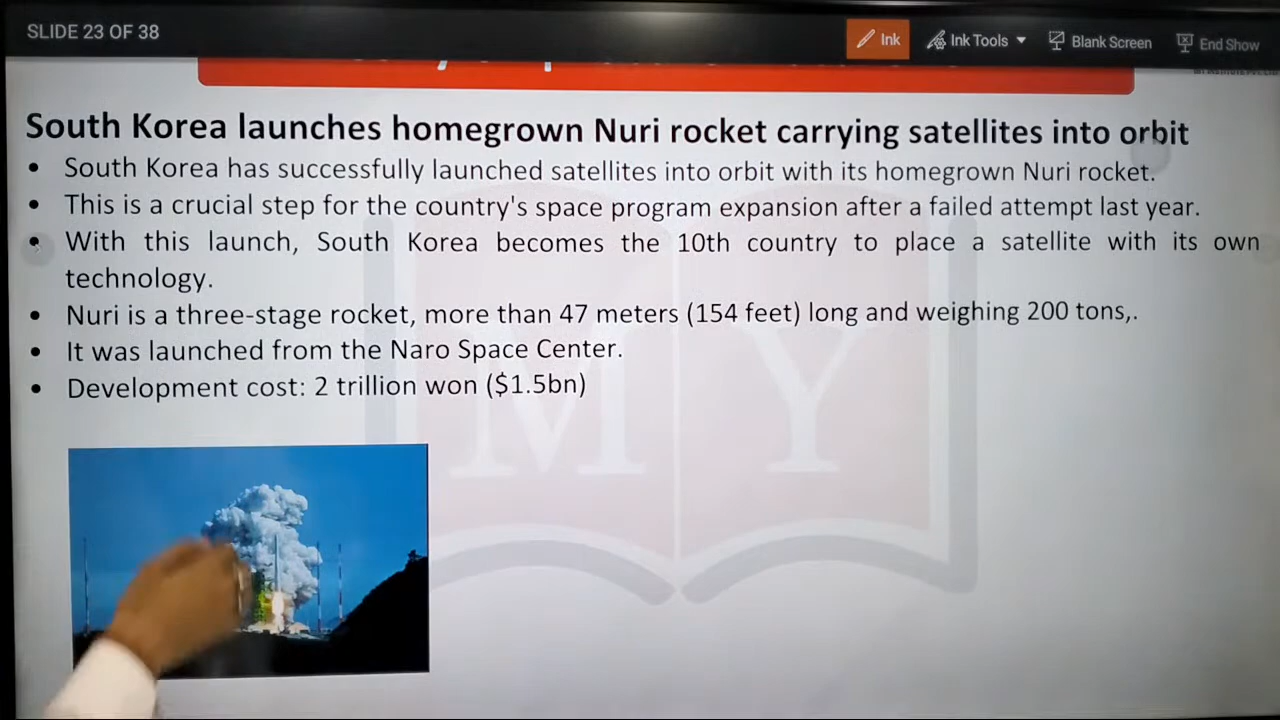 SLIDE 23 OF 38
Ink
Ink Tools
Blank Screen
End Show
South Korea launches homegrown Nuri rocket carrying satellites into orbit
• South Korea has successfully launched satellites into orbit with its homegrown Nuri rocket.
• This is a crucial step for the country's space program expansion after a failed attempt last year.
• With this launch, South Korea becomes the 10th country to place a satellite with its own
technology.
• Nuri is a three-stage rocket, more than 47 meters (154 feet) long and weighing 200 tons,.
• It was launched from the Naro Space Center.
• Development cost: 2 trillion won ($1.5bn)
MY